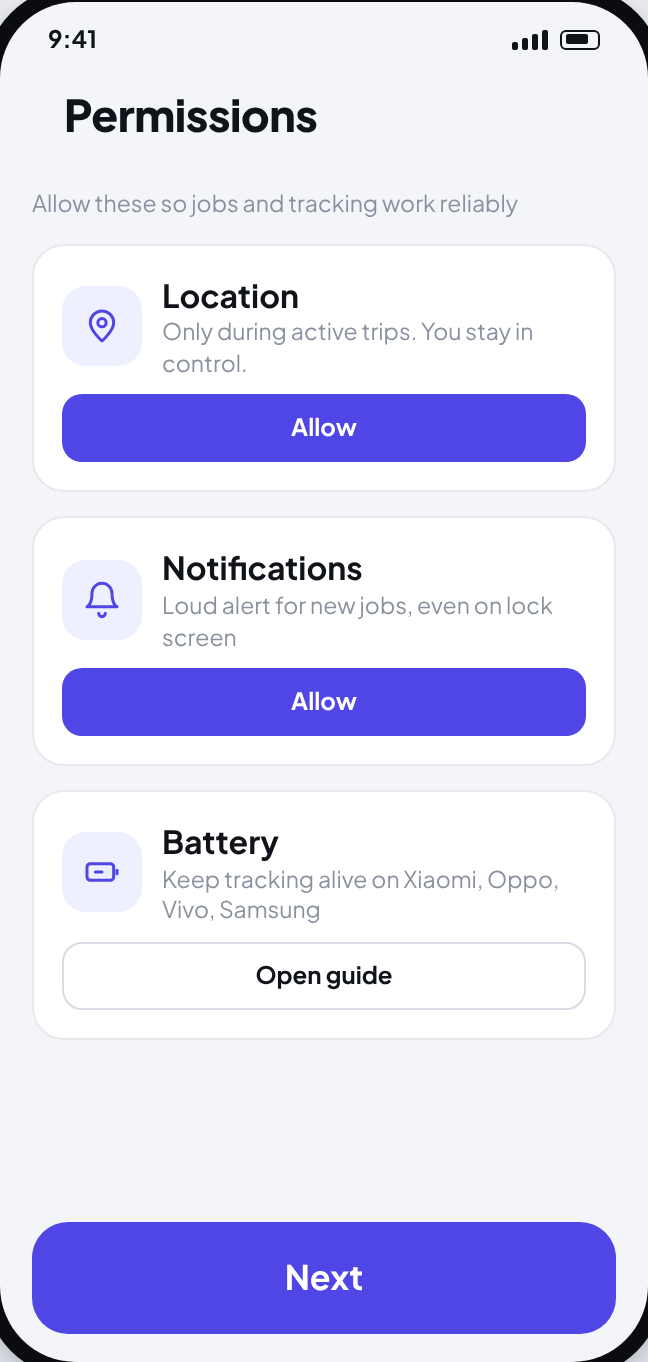 9:41
Permissions
Allow these so jobs and tracking work reliably
Location
Only during active trips. You stay in
control.
Allow
Notifications
Loud alert for new jobs, even on lock
screen
Allow
Battery
Keep tracking alive on Xiaomi, Oppo,
Vivo, Samsung
Open guide
Next